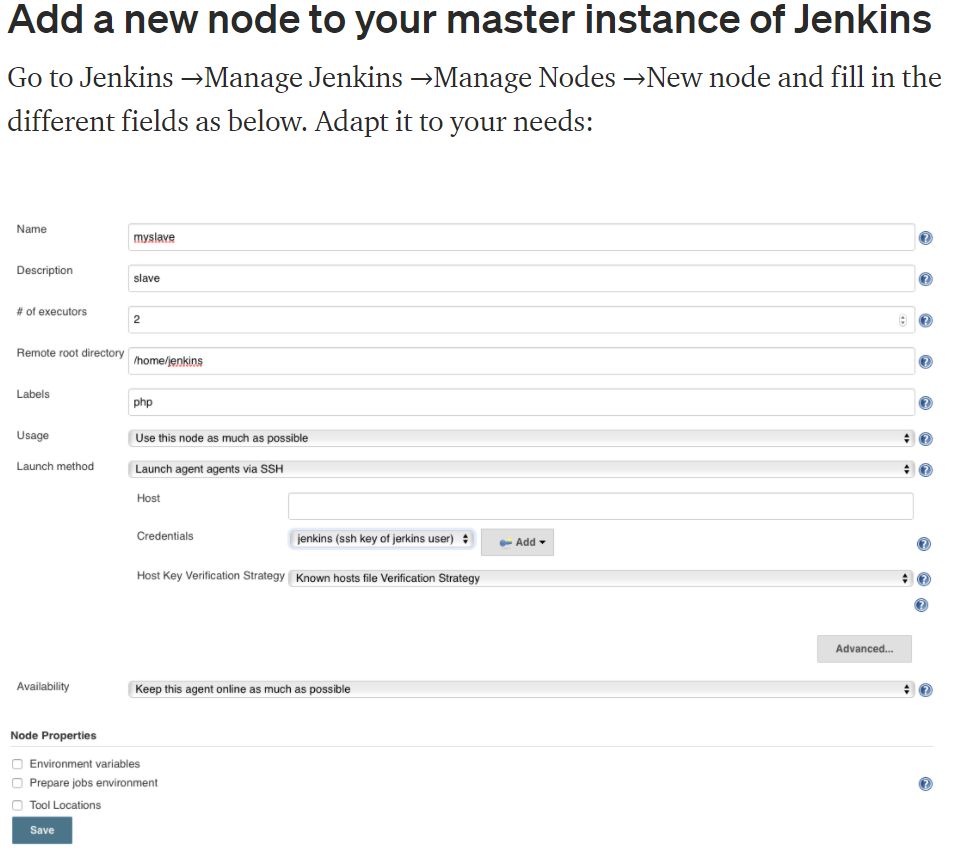 Add a new node to your master instance of Jenkins
Go to Jenkins →Manage Jenkins →Manage Nodes →New node and fill in the
different fields as below. Adapt it to your needs:
Name
myslave
Description
slave
# of executors
2
Remote root directory
/home/jenkins
Labels
php
Usage
Use this node as much as possible
Launch method
Launch agent agents via SSH
Host
Credentials
jenkins (ssh key of jerkins user)
Add
Host Key Verification Strategy
Known hosts file Verification Strategy
Advanced...
Availability
Keep this agent online as much as possible
Node Properties
Environment variables
Prepare jobs environment
Tool Locations
Save